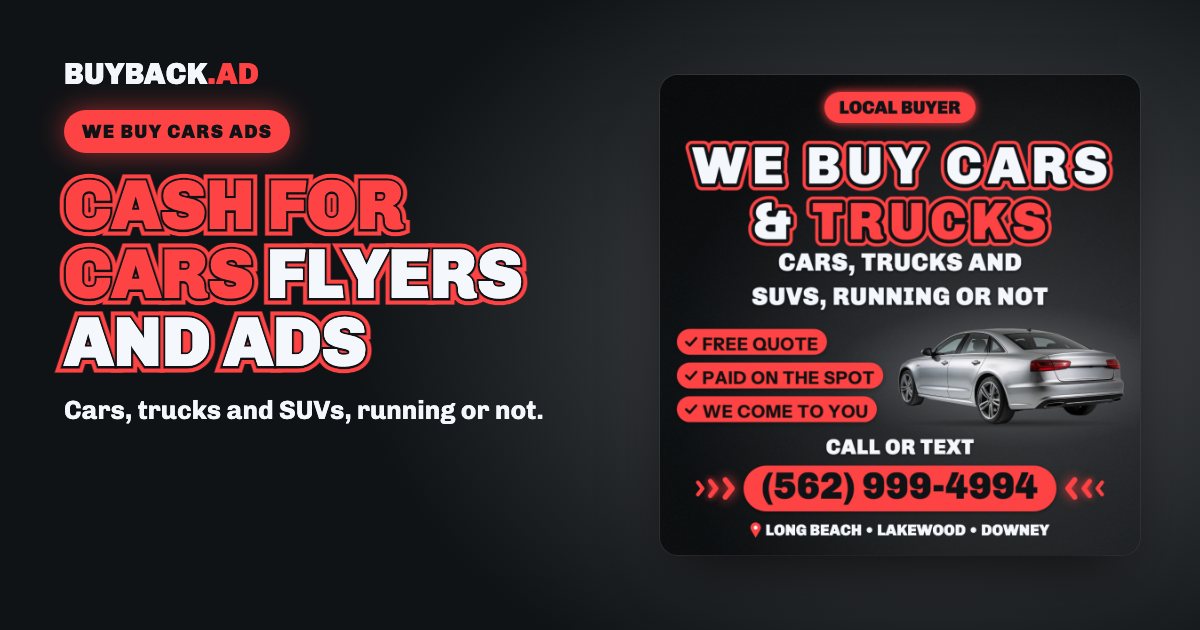 BUYBACK.AD
WE BUY CARS ADS
CASH FOR
CARS FLYERS
AND ADS
Cars, trucks and SUVs, running or not.
LOCAL BUYER
WE BUY CARS
& TRUCKS
CARS, TRUCKS AND
SUVS, RUNNING OR NOT
FREE QUOTE
PAID ON THE SPOT
WE COME TO YOU
CALL OR TEXT
(562) 999-4994
LONG BEACH • LAKEWOOD • DOWNEY